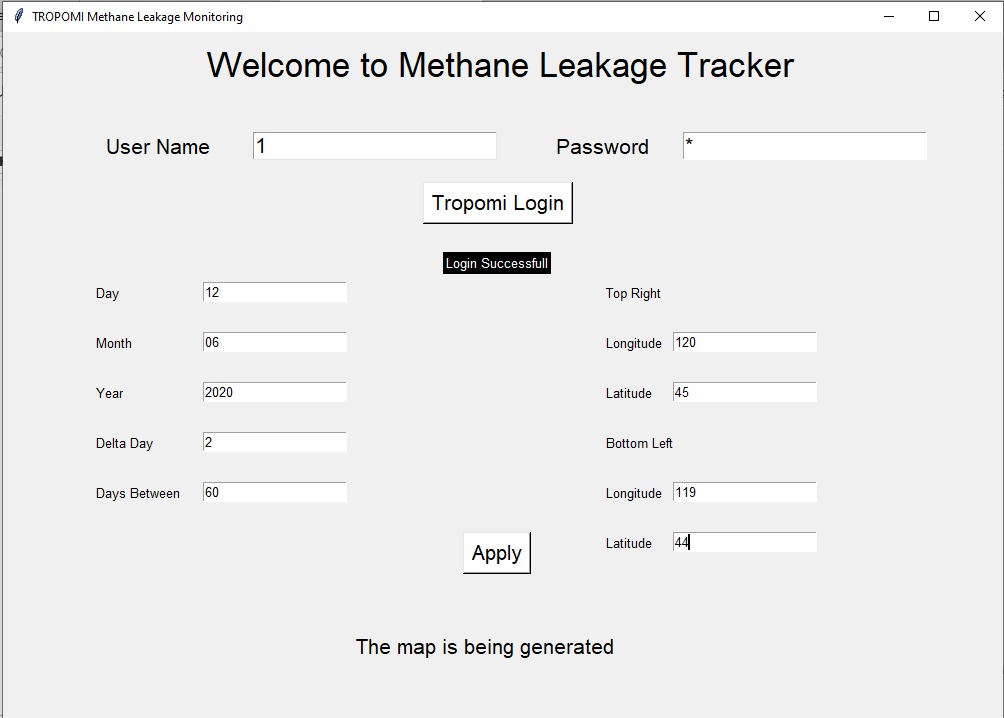 TROPOMI Methane Leakage Monitoring
Welcome to Methane Leakage Tracker
User Name 1 Password *
Tropomi Login
Login Successfull
Day 12 Top Right
Month 06 Longitude 120
Year 2020 Latitude 45
Delta Day 2 Bottom Left
Days Between 60 Longitude 119
Apply Latitude 44
The map is being generated